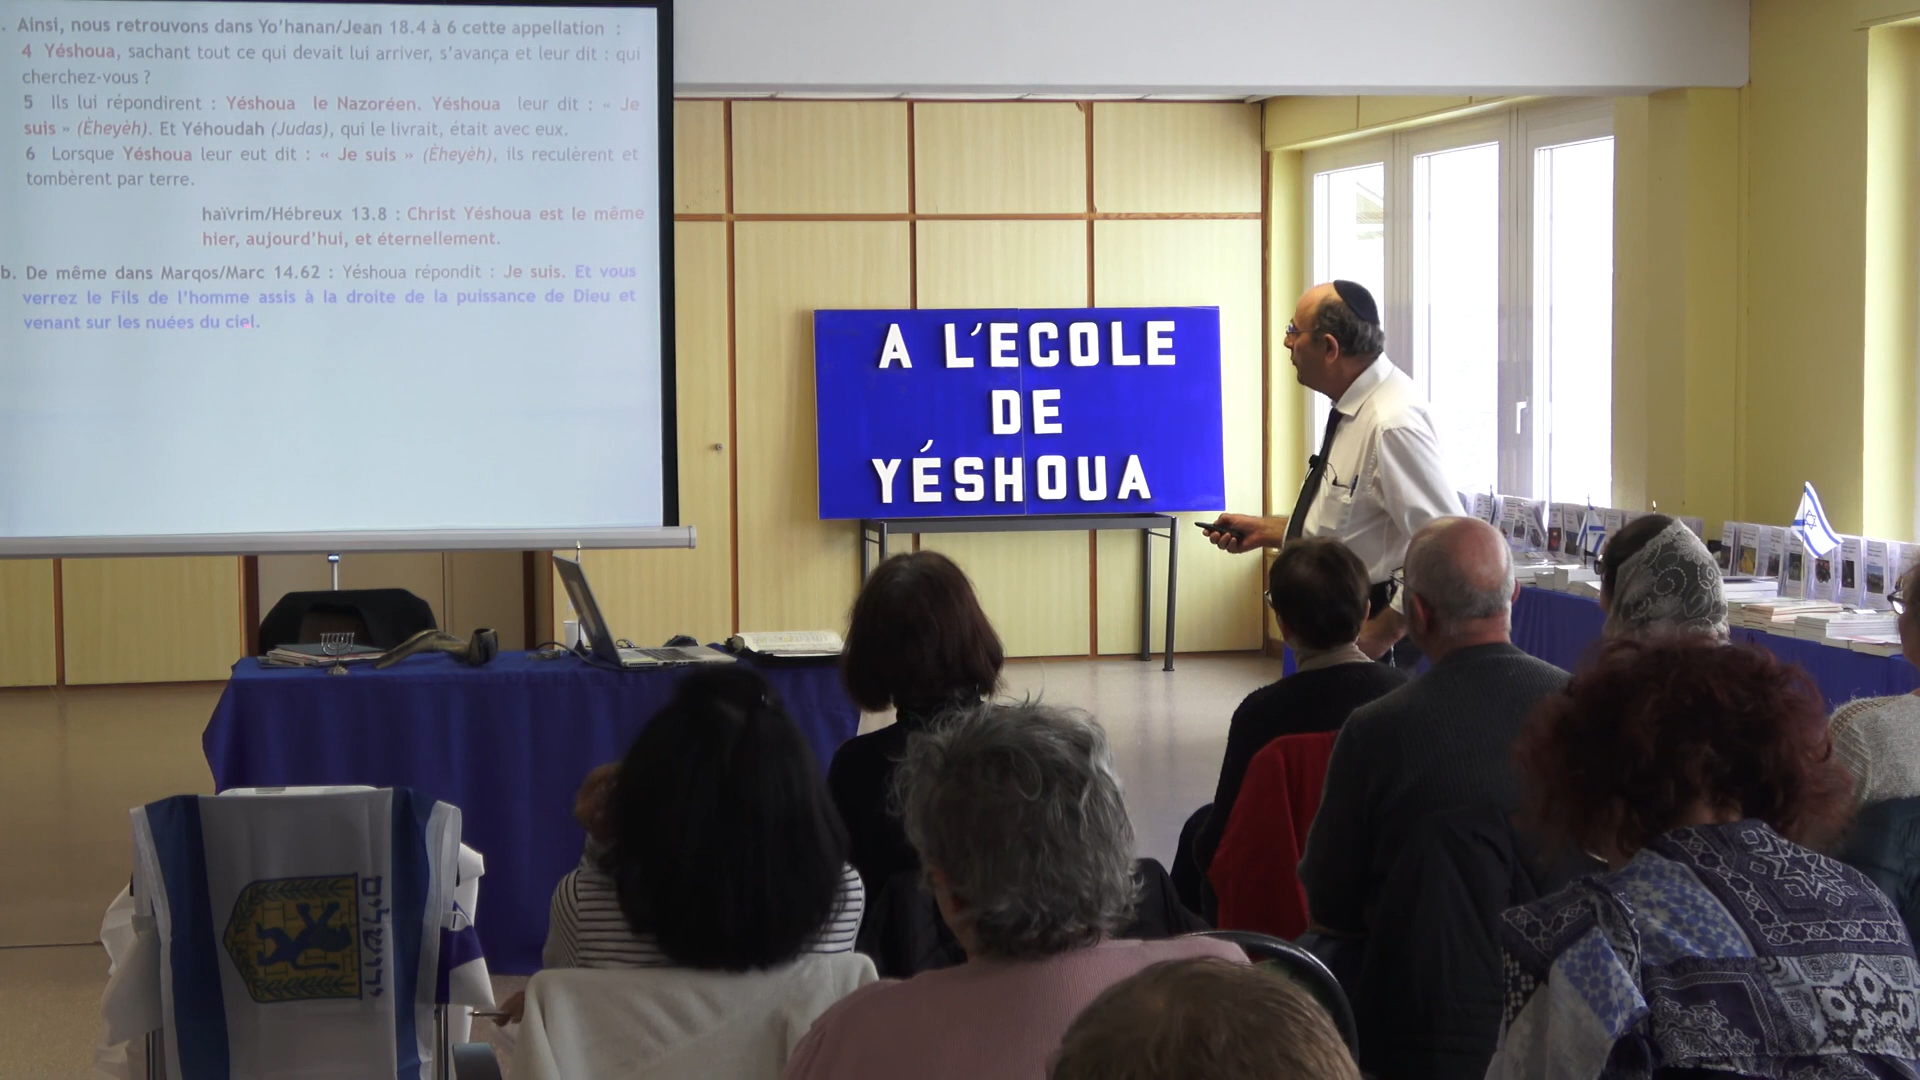 . Ainsi, nous retrouvons dans Yo'hanan/Jean 18.4 à 6 cette appellation :
4 Yéshoua, sachant tout ce qui devait lui arriver, s'avança et leur dit : qui
cherchez-vous ?
5 Ils lui répondirent : Yéshoua le Nazoréen. Yéshoua leur dit : « Je
suis » (Èheyèh). Et Yéhoudah (Judas), qui le livrait, était avec eux.
6 Lorsque Yéshoua leur eut dit : « Je suis » (Èheyèh), ils reculèrent et
tombèrent par terre.
haïvrim/Hébreux 13.8 : Christ Yéshoua est le même
hier, aujourd'hui, et éternellement.
b. De même dans Marqos/Marc 14.62 : Yéshoua répondit : Je suis. Et vous
verrez le Fils de l'homme assis à la droite de la puissance de Dieu et
venant sur les nuées du ciel.
A L'ECOLE
DE
YÉSHOUA
ירושלים